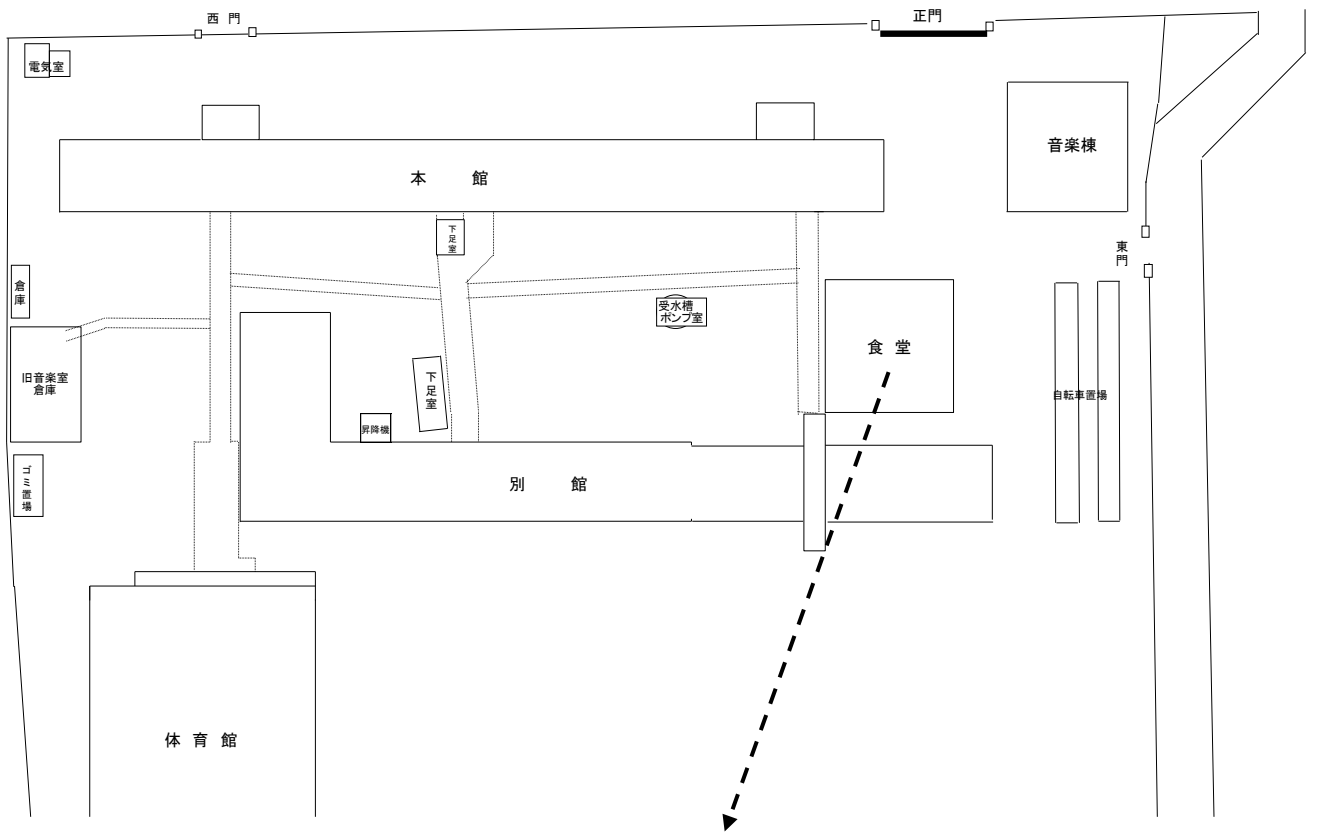 西 門
正門
電気室
音楽棟
本 館
下足室
東門
倉庫
受水槽
ポンプ室
食 堂
旧音楽室
倉庫
下足室
自転車置場
昇降機
ゴミ置場
別 館
体 育 館